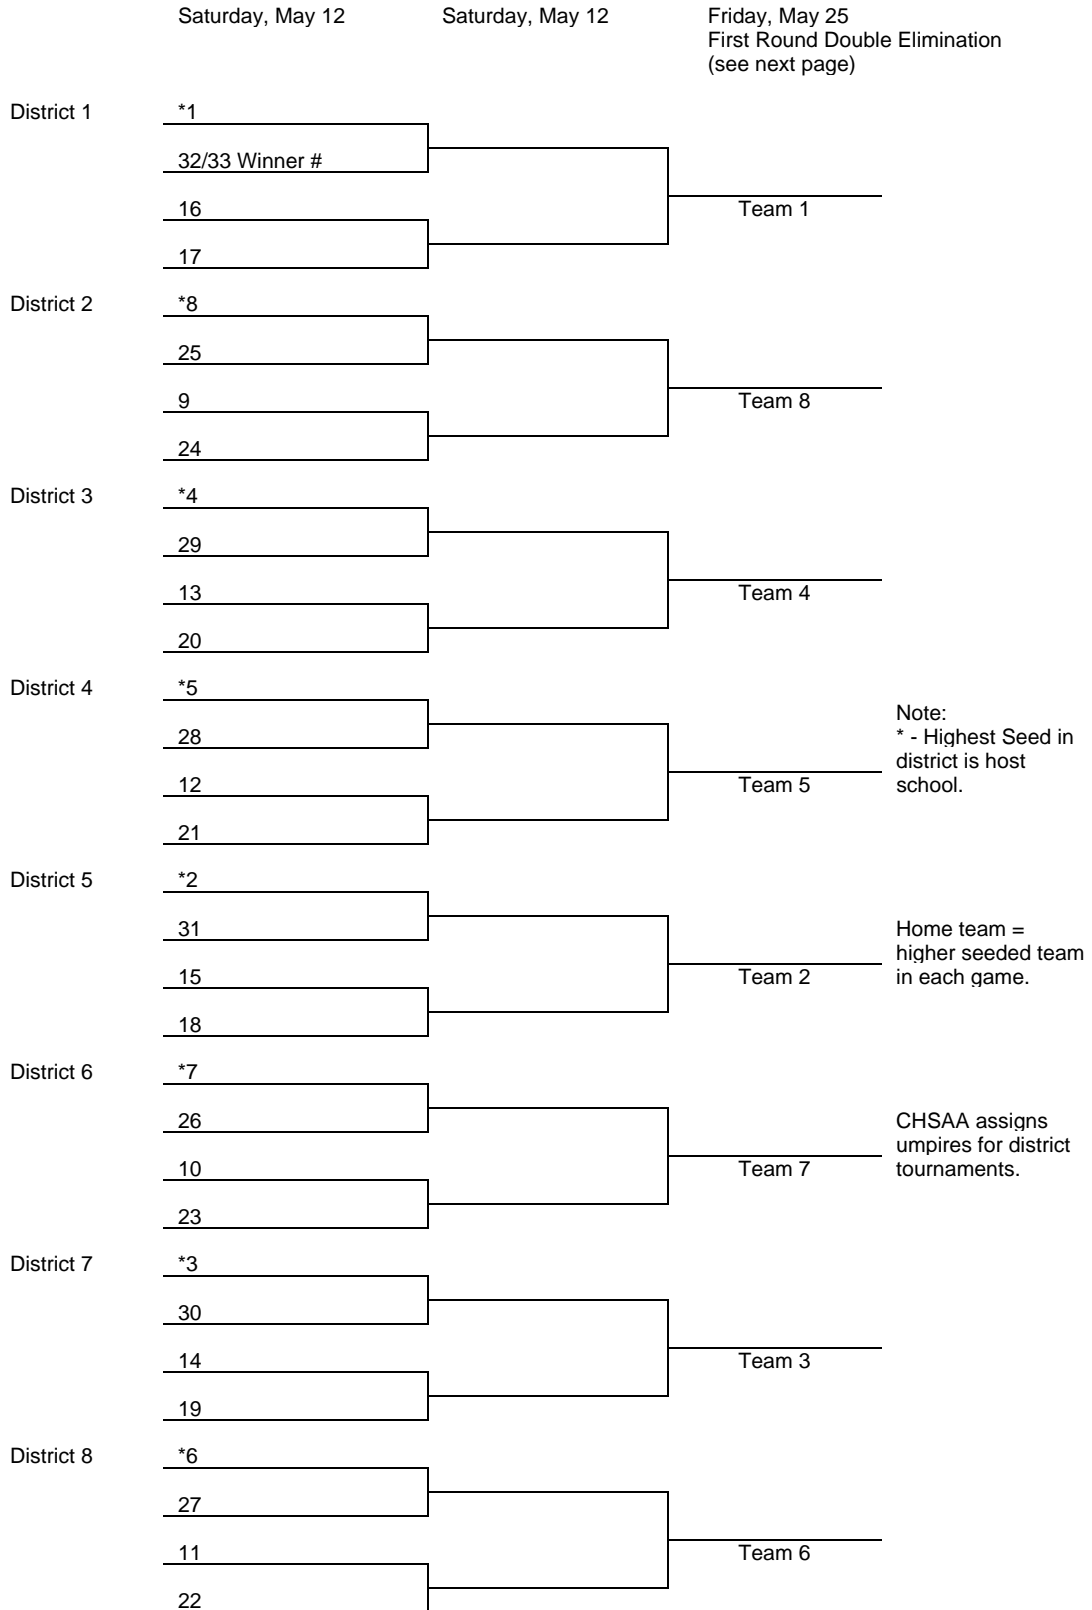 Saturday, May 12 Saturday, May 12 Friday, May 25
First Round Double Elimination
(see next page)
District 1 *1
32/33 Winner #
16 Team 1
17
District 2 *8
25
9 Team 8
24
District 3 *4
29
13 Team 4
20
District 4 *5
28
12 Team 5
21
Note:
* - Highest Seed in
district is host
school.
District 5 *2
31
15 Team 2
18
Home team =
higher seeded team
in each game.
District 6 *7
26
10 Team 7
23
CHSAA assigns
umpires for district
tournaments.
District 7 *3
30
14 Team 3
19
District 8 *6
27
11 Team 6
22